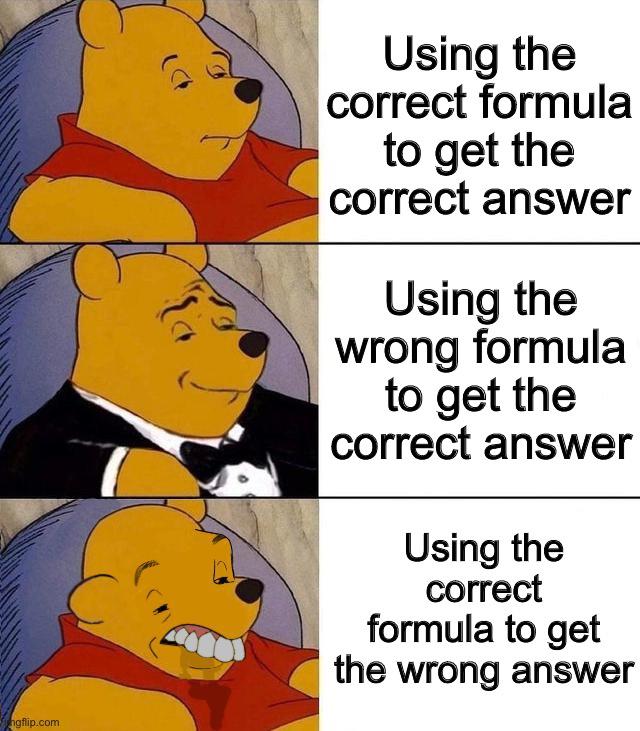 Using the
correct formula
to get the
correct answer
Using the
wrong formula
to get the
correct answer
Using the
correct
formula to get
the wrong answer
imgflip.com